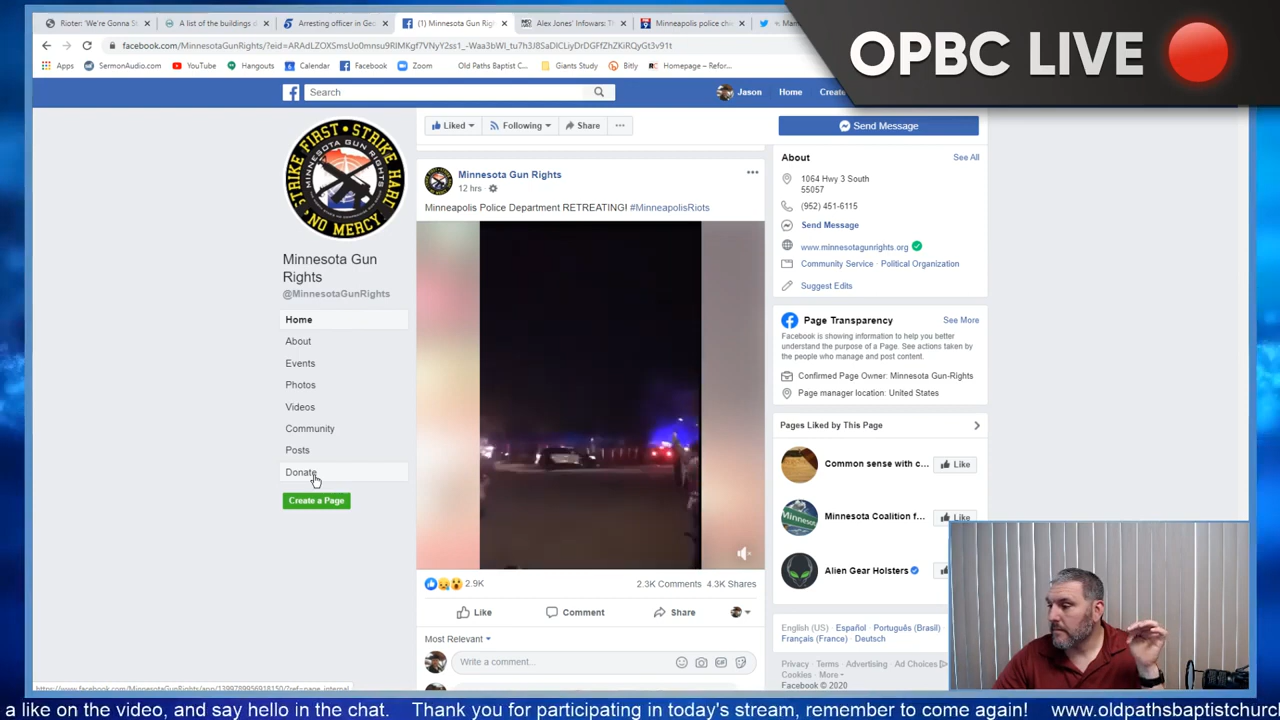 Rioter: 'We're Gonna St
A list of the buildings d
Arresting officer in Geo
(1) Minnesota Gun Righ
Alex Jones' Infowars: Th
Minneapolis police cha
OPBC LIVE
facebook.com/MinnesotaGunRights/
Apps
SermonAudio
YouTube
Hangouts
Calendar
Facebook
Zoom
Old Paths Baptist C...
Giants Study
Bitly
Homepage – Refor...
Search
Jason
Home
Create
STRIKE FIRST • STRIKE HARD
MINNESOTA GUN RIGHTS
NO MERCY
Liked
Following
Share
Send Message
Minnesota Gun Rights
12 hrs
Minneapolis Police Department RETREATING! #MinneapolisRiots
Minnesota Gun
Rights
@MinnesotaGunRights
Home
About
Events
Photos
Videos
Community
Posts
Donate
Create a Page
2.9K
2.3K Comments 4.3K Shares
Like
Comment
Share
Most Relevant
Write a comment...
About
See All
1064 Hwy 3 South
55057
(952) 451-6115
Send Message
www.minnesotagunrights.org
Community Service · Political Organization
Suggest Edits
Page Transparency
See More
Facebook is showing information to help you better
understand the purpose of a Page. See actions taken by
the people who manage and post content.
Confirmed Page Owner: Minnesota Gun-Rights
Page manager location: United States
Pages Liked by This Page
Common sense with c...
Like
Minnesota Coalition f...
Like
Alien Gear Holsters
English (US) · Español · Português (Brasil)
Français (France) · Deutsch
Privacy · Terms · Advertising · Ad Choices
Cookies · More
Facebook © 2020
a like on the video, and say hello in the chat. Thank you for participating in today's stream, remember to come again! www.oldpathsbaptistchurc